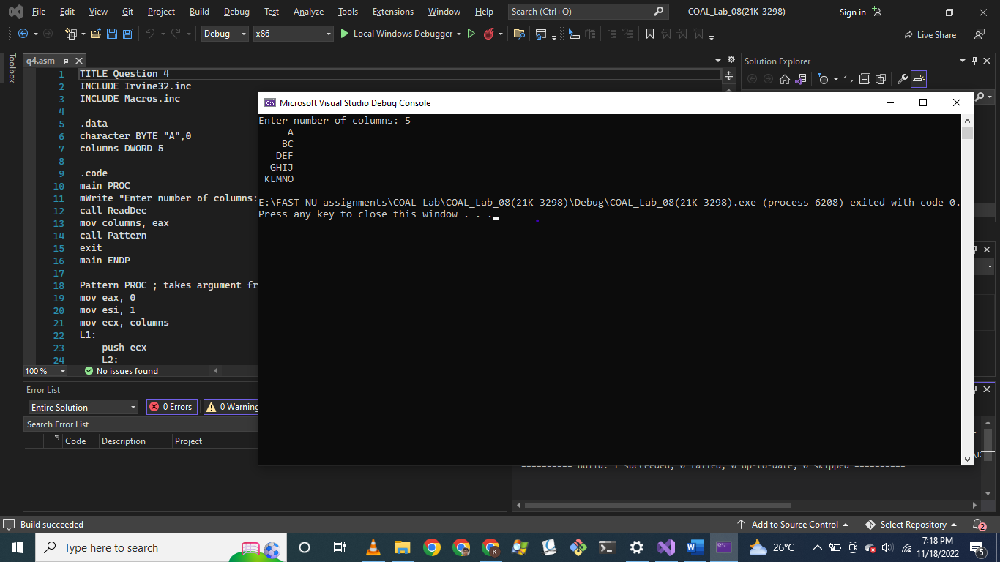 File Edit View Git Project Build Debug Test Analyze Tools Extensions Window Help Search (Ctrl+Q) COAL_Lab_08(21K-3298) Sign in
Debug x86 Local Windows Debugger Live Share
Toolbox
q4.asm
Solution Explorer
1 TITLE Question 4
2 INCLUDE Irvine32.inc
3 INCLUDE Macros.inc
4
5 .data
6 character BYTE "A",0
7 columns DWORD 5
8
9 .code
10 main PROC
11 mWrite "Enter number of columns:
12 call ReadDec
13 mov columns, eax
14 call Pattern
15 exit
16 main ENDP
17
18 Pattern PROC ; takes argument fr
19 mov eax, 0
20 mov esi, 1
21 mov ecx, columns
22 L1:
23 push ecx
24 L2:
100 % No issues found
Microsoft Visual Studio Debug Console
Enter number of columns: 5
A
BC
DEF
GHIJ
KLMNO
E:\FAST NU assignments\COAL Lab\COAL_Lab_08(21K-3298)\Debug\COAL_Lab_08(21K-3298).exe (process 6208) exited with code 0.
Press any key to close this window . . .
Error List
Entire Solution 0 Errors 0 Warning
Search Error List
Code Description Project
========== Build: 1 succeeded, 0 failed, 0 up-to-date, 0 skipped ==========
Build succeeded Add to Source Control Select Repository 2
Type here to search 26°C 7:18 PM
11/18/2022 5